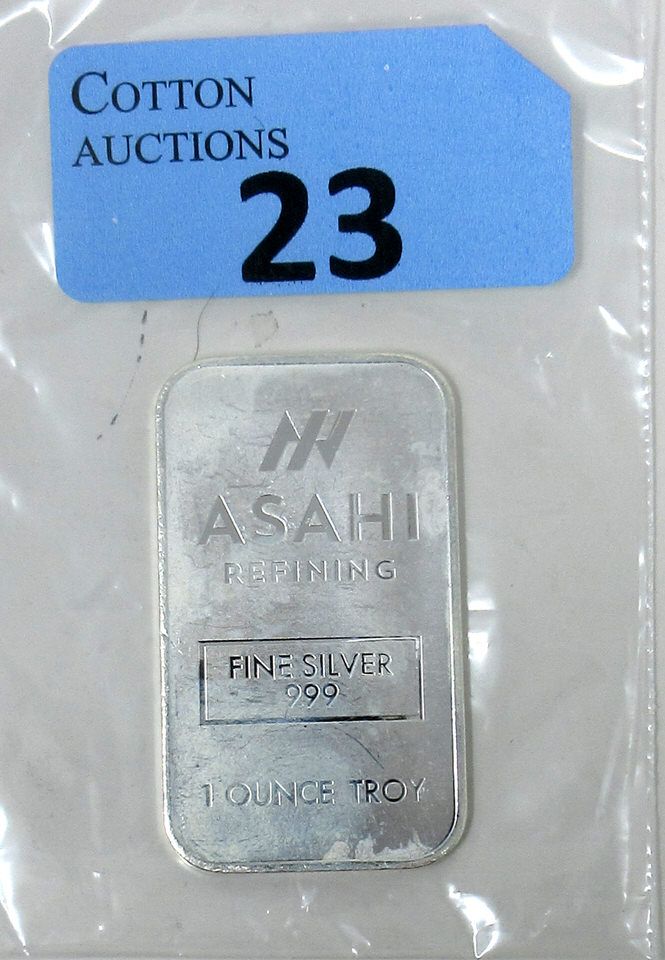 COTTON
AUCTIONS
23
ASAHI
REFINING
FINE SILVER
999
1 OUNCE TROY